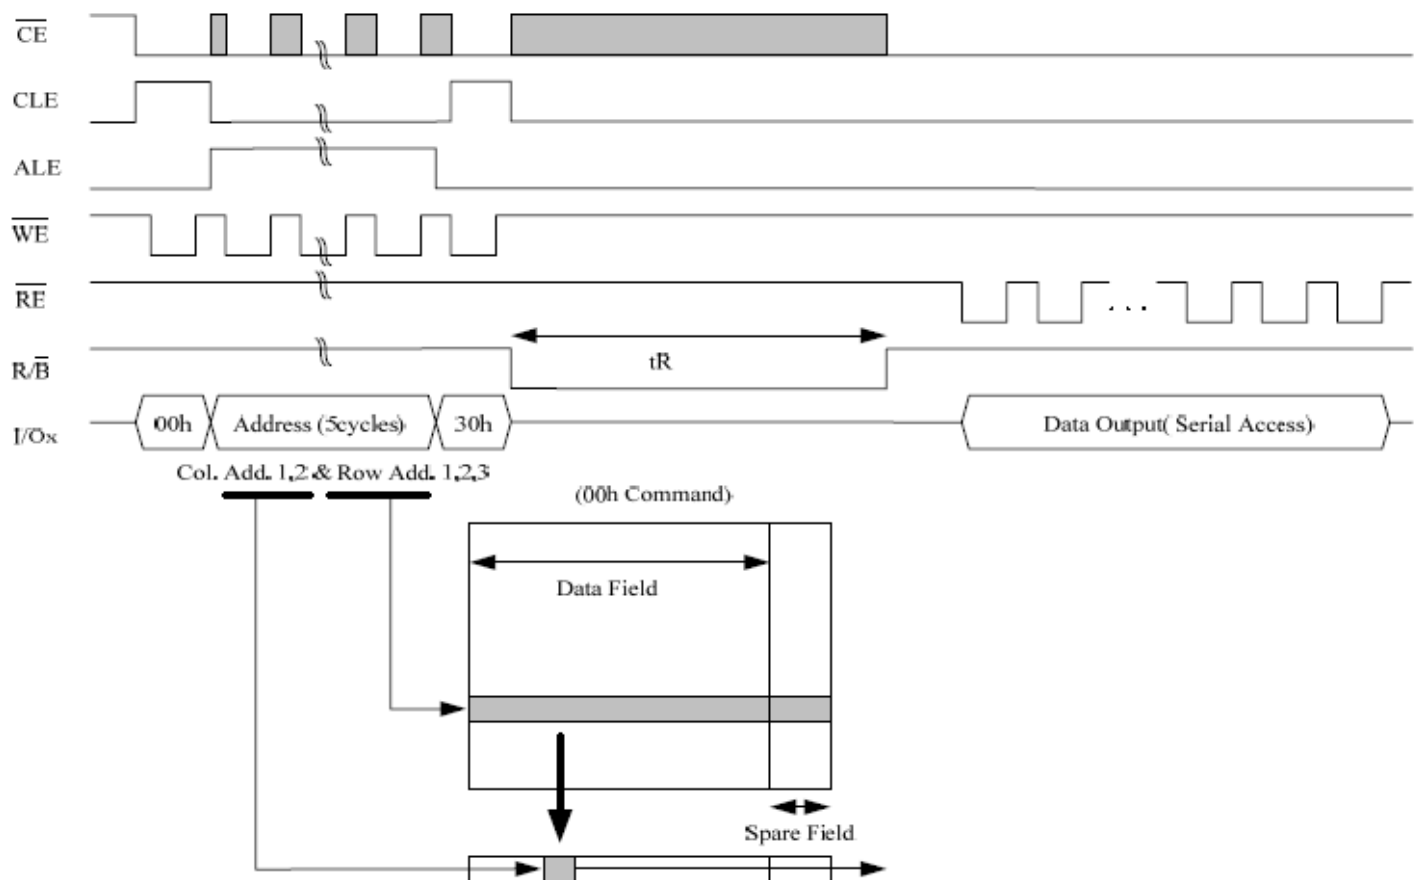 CE
CLE
ALE
WE
RE
. . .
tR
R/B
I/Ox
00h
Address (5cycles)
30h
Data Output( Serial Access)
Col. Add. 1,2 & Row Add. 1,2,3
(00h Command)
Data Field
Spare Field